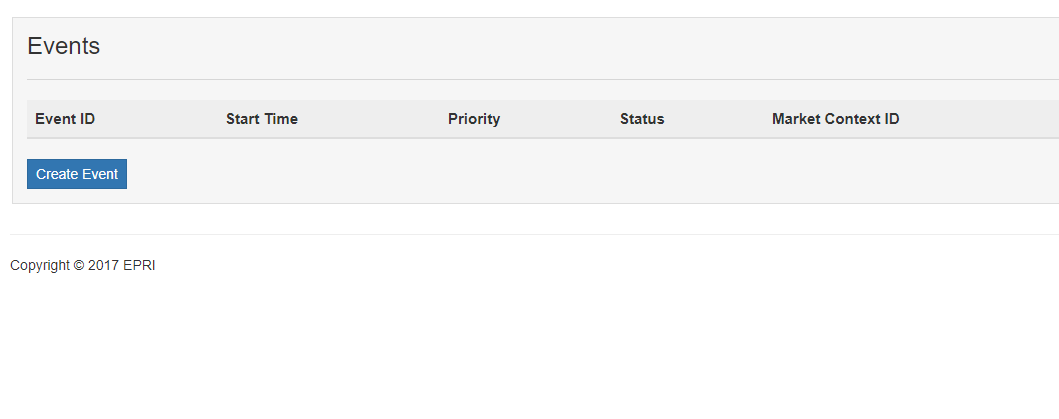 Events
Event ID Start Time Priority Status Market Context ID
Create Event
Copyright © 2017 EPRI